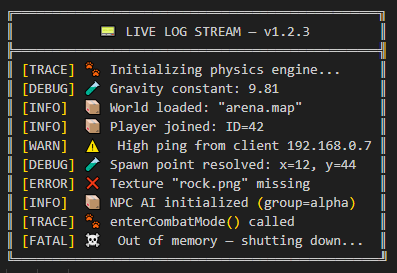 📟 LIVE LOG STREAM — v1.2.3
[TRACE] 🐾 Initializing physics engine...
[DEBUG] 🧪 Gravity constant: 9.81
[INFO] 📦 World loaded: "arena.map"
[INFO] 📦 Player joined: ID=42
[WARN] ⚠️ High ping from client 192.168.0.7
[DEBUG] 🧪 Spawn point resolved: x=12, y=44
[ERROR] ❌ Texture "rock.png" missing
[INFO] 📦 NPC AI initialized (group=alpha)
[TRACE] 🐾 enterCombatMode() called
[FATAL] ☠️ Out of memory — shutting down...